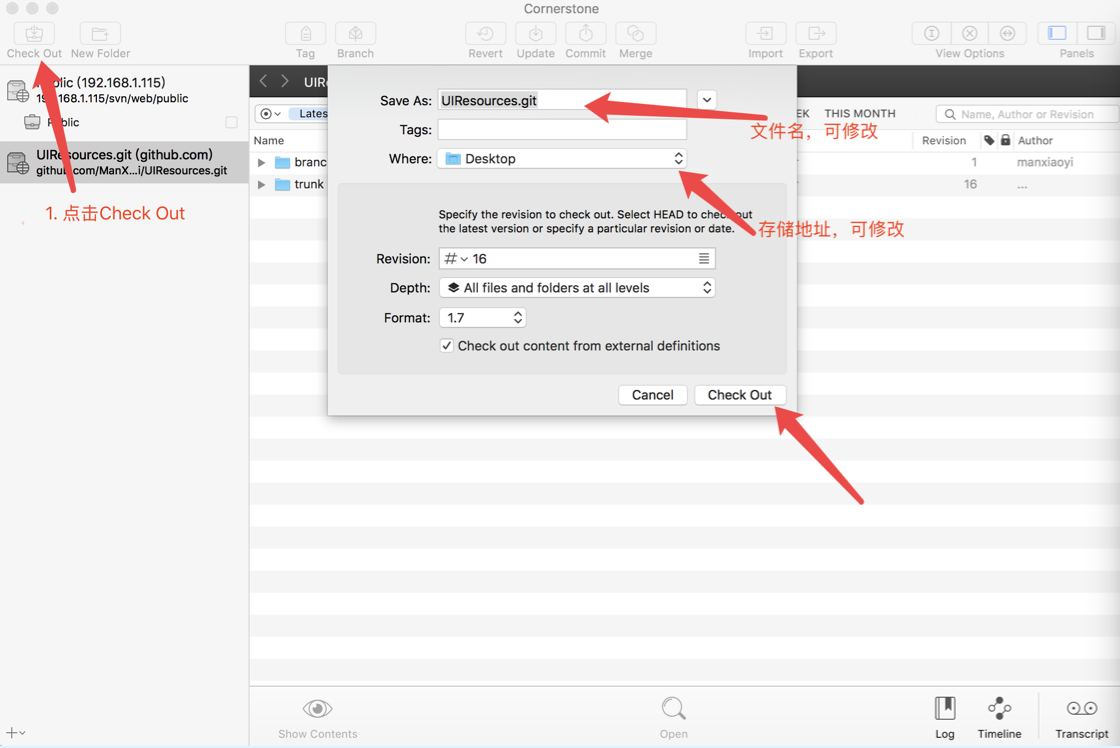 Cornerstone
Check Out
New Folder
Tag
Branch
Revert
Update
Commit
Merge
Import
Export
View Options
Panels
(192.168.1.115)
192.168.1.115/svn/web/public
UIResources.git (github.com)
github.com/ManX...i/UIResources.git
1. 点击Check Out
Save As: UIResources.git
文件名，可修改
Tags:
Where: Desktop
存储地址，可修改
Specify the revision to check out. Select HEAD to check out
the latest version or specify a particular revision or date.
Revision: # 16
Depth: All files and folders at all levels
Format: 1.7
Check out content from external definitions
Cancel
Check Out
THIS MONTH
Name, Author or Revision
Name
Revision
Author
1
manxiaoyi
trunk
16
...
Show Contents
Open
Log
Timeline
Transcript